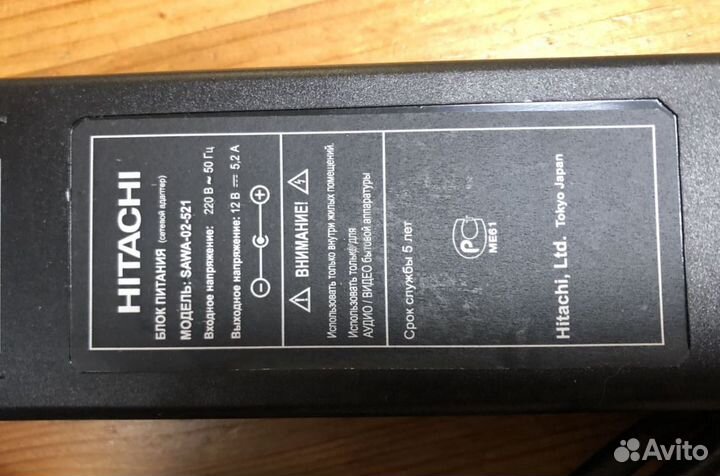 HITACHI
БЛОК ПИТАНИЯ (сетевой адаптер)
МОДЕЛЬ: SAWA-02-521
Входное напряжение: 220 В ~ 50 Гц
Выходное напряжение: 12 В ⎓ 5,2 А
ВНИМАНИЕ!
Использовать только внутри жилых помещений.
Использовать только для
АУДИО / ВИДЕО бытовой аппаратуры
Срок службы 5 лет
РС
МЕ61
Hitachi, Ltd. Tokyo Japan
Avito